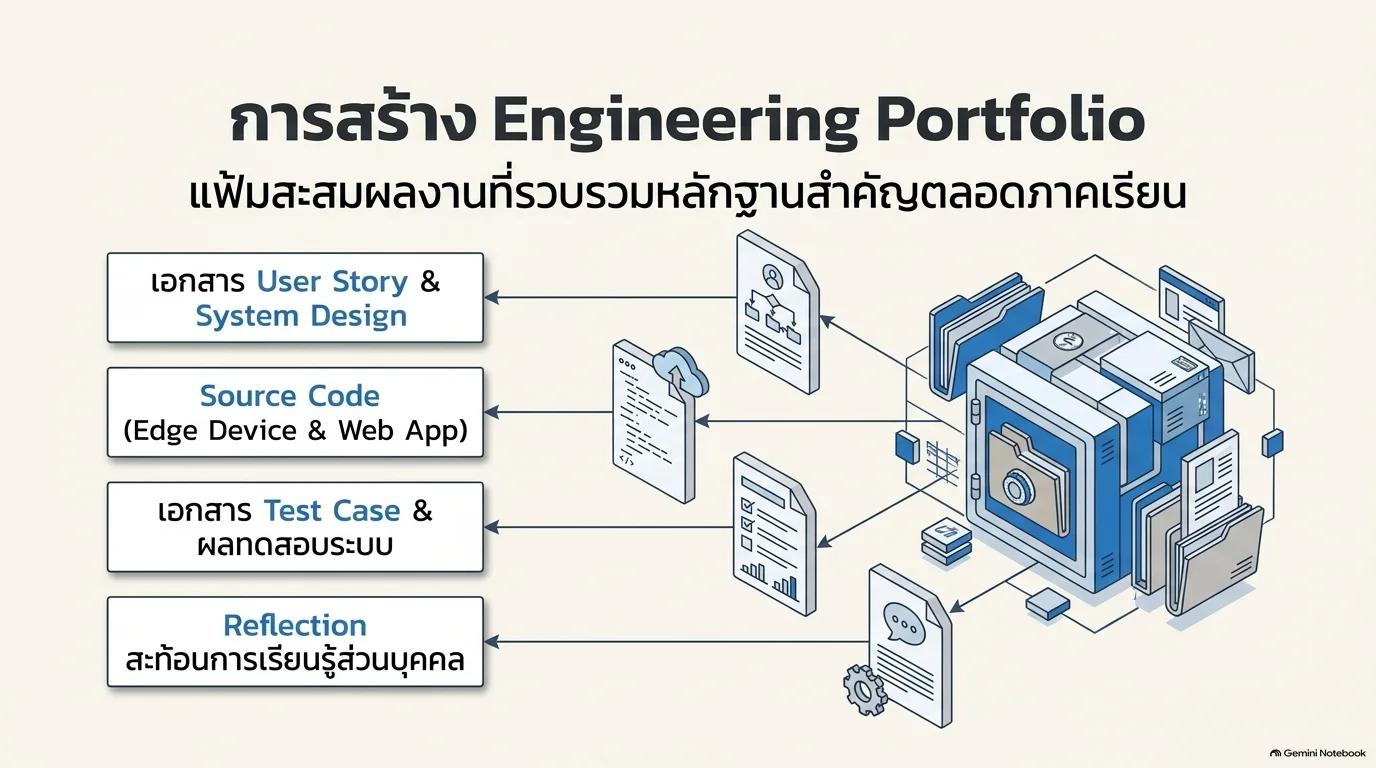 การสร้าง Engineering Portfolio
แฟ้มสะสมผลงานที่รวบรวมหลักฐานสำคัญตลอดภาคเรียน
เอกสาร User Story &
System Design
Source Code
(Edge Device & Web App)
เอกสาร Test Case &
ผลทดสอบระบบ
Reflection
สะท้อนการเรียนรู้ส่วนบุคคล
</>
Gemini Notebook